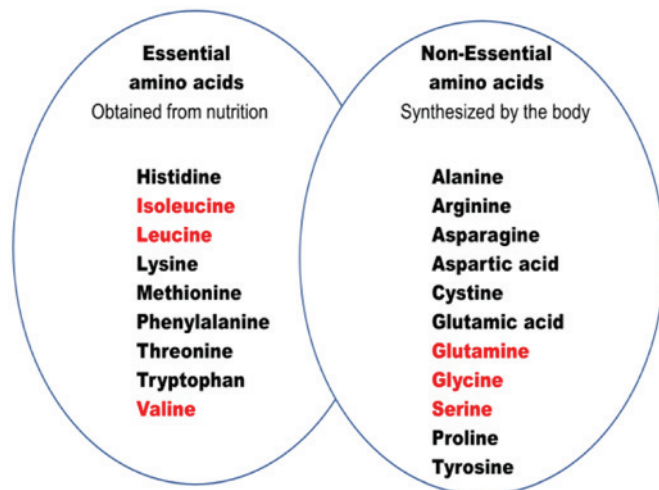 Essential
amino acids
Obtained from nutrition
Histidine
Isoleucine
Leucine
Lysine
Methionine
Phenylalanine
Threonine
Tryptophan
Valine
Non-Essential
amino acids
Synthesized by the body
Alanine
Arginine
Asparagine
Aspartic acid
Cystine
Glutamic acid
Glutamine
Glycine
Serine
Proline
Tyrosine